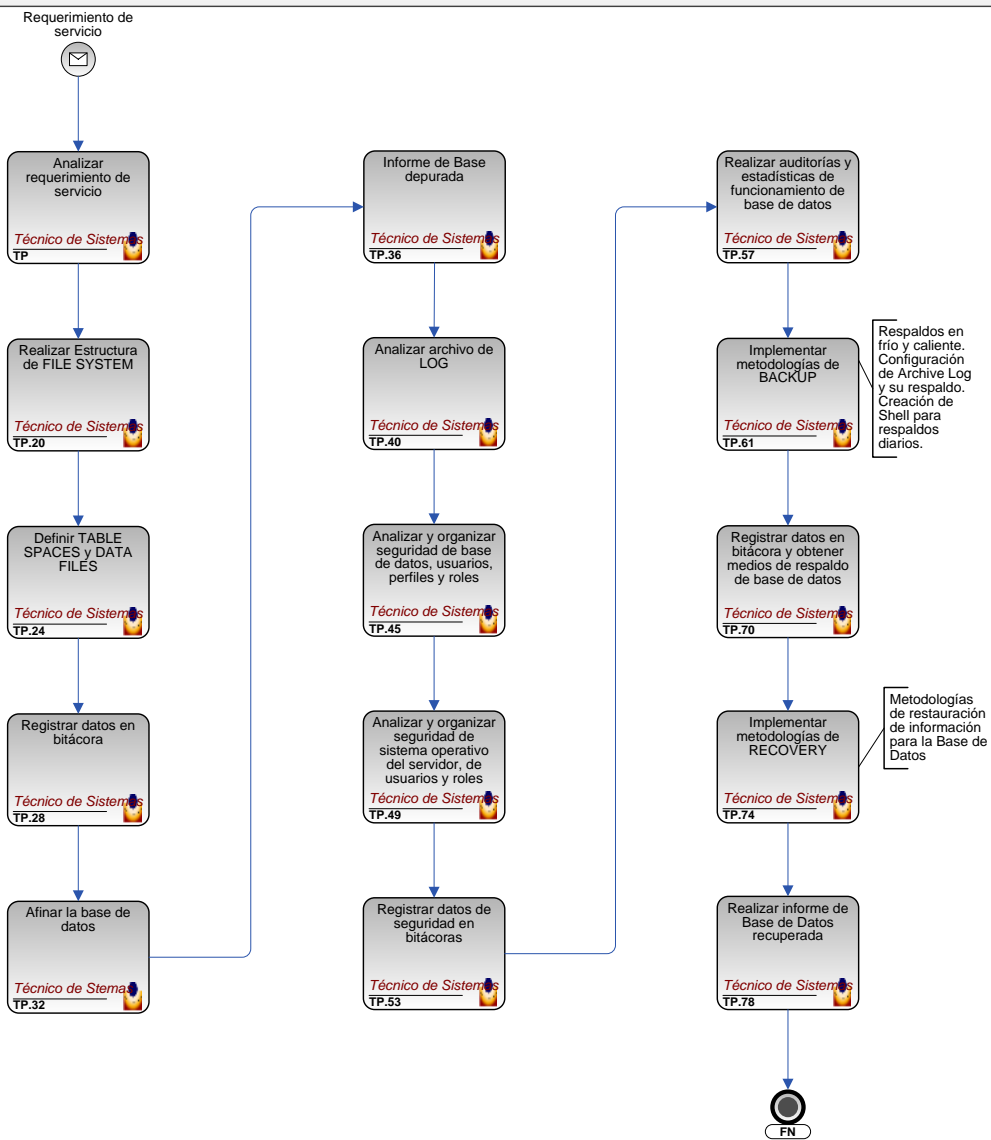 Requerimiento de
servicio
Analizar
requerimiento de
servicio
Técnico de Sistemas
TP
Realizar Estructura
de FILE SYSTEM
Técnico de Sistemas
TP.20
Definir TABLE
SPACES y DATA
FILES
Técnico de Sistemas
TP.24
Registrar datos en
bitácora
Técnico de Sistemas
TP.28
Afinar la base de
datos
Técnico de Stemas
TP.32
Informe de Base
depurada
Técnico de Sistemas
TP.36
Analizar archivo de
LOG
Técnico de Sistemas
TP.40
Analizar y organizar
seguridad de base
de datos, usuarios,
perfiles y roles
Técnico de Sistemas
TP.45
Analizar y organizar
seguridad de
sistema operativo
del servidor, de
usuarios y roles
Técnico de Sistemas
TP.49
Registrar datos de
seguridad en
bitácoras
Técnico de Sistemas
TP.53
Realizar auditorías y
estadísticas de
funcionamiento de
base de datos
Técnico de Sistemas
TP.57
Implementar
metodologías de
BACKUP
Técnico de Sistemas
TP.61
Respaldos en
frío y caliente.
Configuración
de Archive Log
y su respaldo.
Creación de
Shell para
respaldos
diarios.
Registrar datos en
bitácora y obtener
medios de respaldo
de base de datos
Técnico de Sistemas
TP.70
Implementar
metodologías de
RECOVERY
Técnico de Sistemas
TP.74
Metodologías
de restauración
de información
para la Base de
Datos
Realizar informe de
Base de Datos
recuperada
Técnico de Sistemas
TP.78
FN